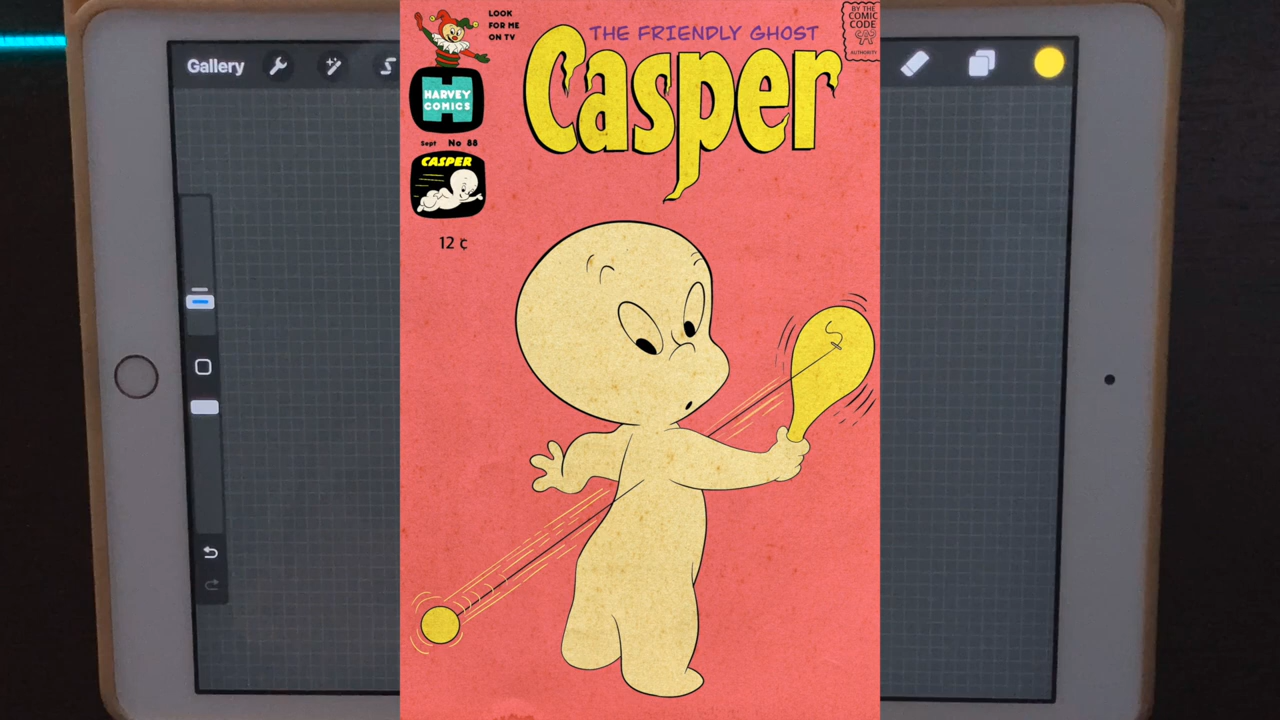 Gallery
LOOK
FOR ME
ON TV
HARVEY
COMICS
Sept No 88
CASPER
12 ¢
THE FRIENDLY GHOST
Casper
BY THE
COMIC
CODE
AUTHORITY